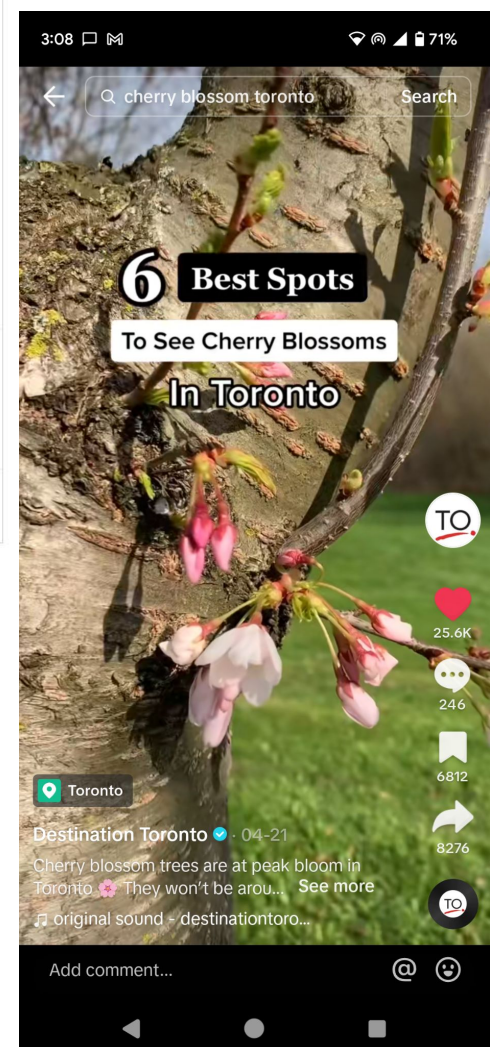 3:08
71%
cherry blossom toronto
Search
6 Best Spots
To See Cherry Blossoms
In Toronto
TO
25.6K
246
6812
8276
Toronto
Destination Toronto · 04-21
Cherry blossom trees are at peak bloom in
Toronto 🌸 They won't be arou... See more
original sound - destinationtoro...
TO
Add comment...
@